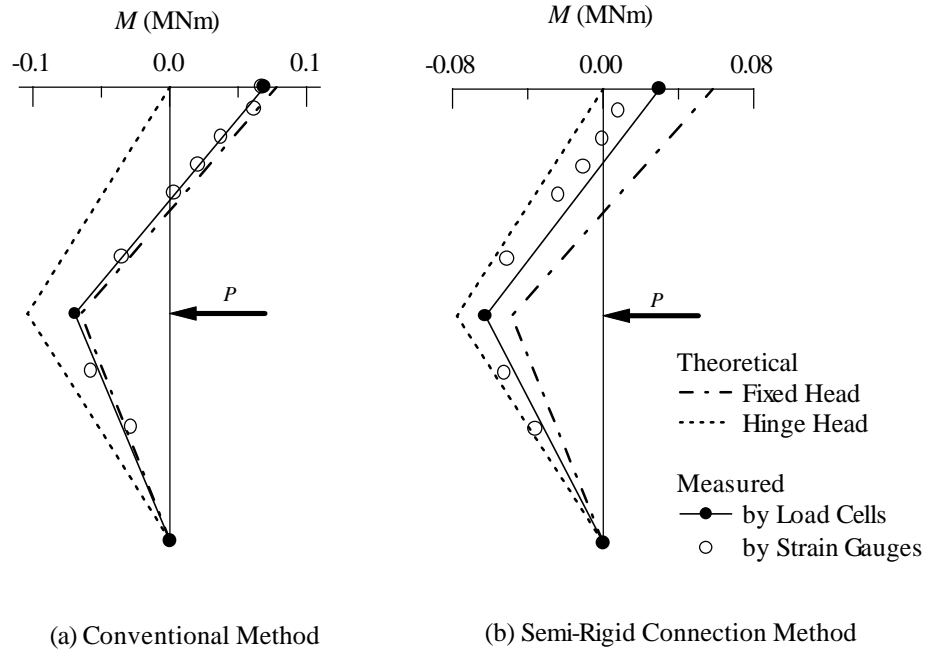 M (MNm)
-0.1 0.0 0.1
P
(a) Conventional Method
M (MNm)
-0.08 0.00 0.08
P
Theoretical
Fixed Head
Hinge Head
Measured
by Load Cells
by Strain Gauges
(b) Semi-Rigid Connection Method